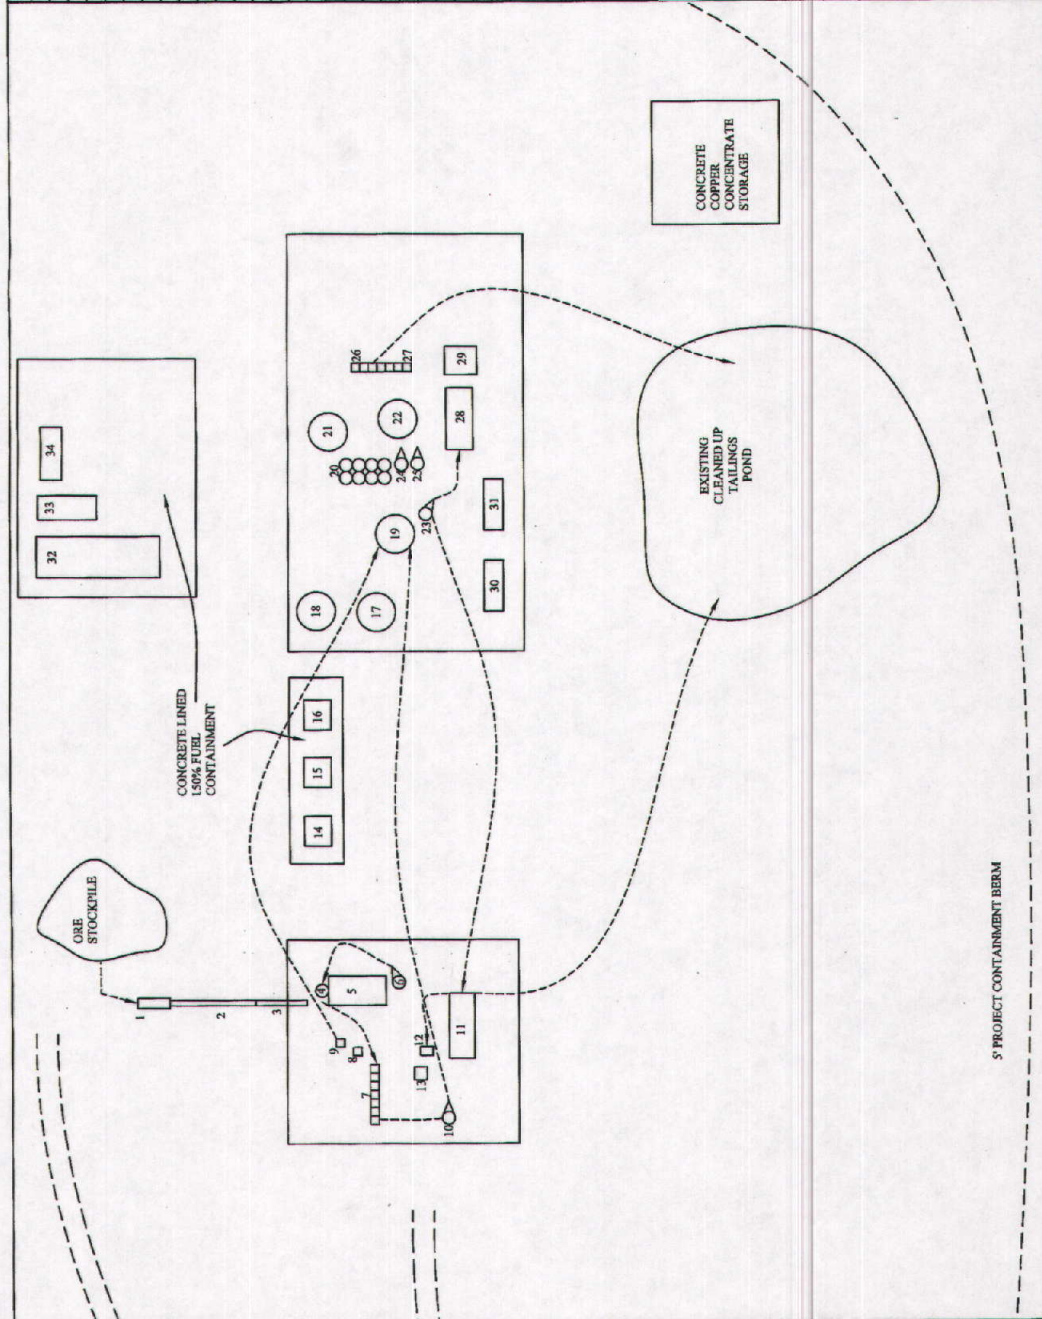 ORE
STOCKPILE
CONCRETE LINED
150% FUEL
CONTAINMENT
CONCRETE
COPPER
CONCENTRATE
STORAGE
EXISTING
CLEANED UP
TAILINGS
POND
5' PROJECT CONTAINMENT BERM
1
2
3
4
5
6
7
8
9
10
11
12
13
14
15
16
17
18
19
20
21
22
23
24
25
26
27
28
29
30
31
32
33
34